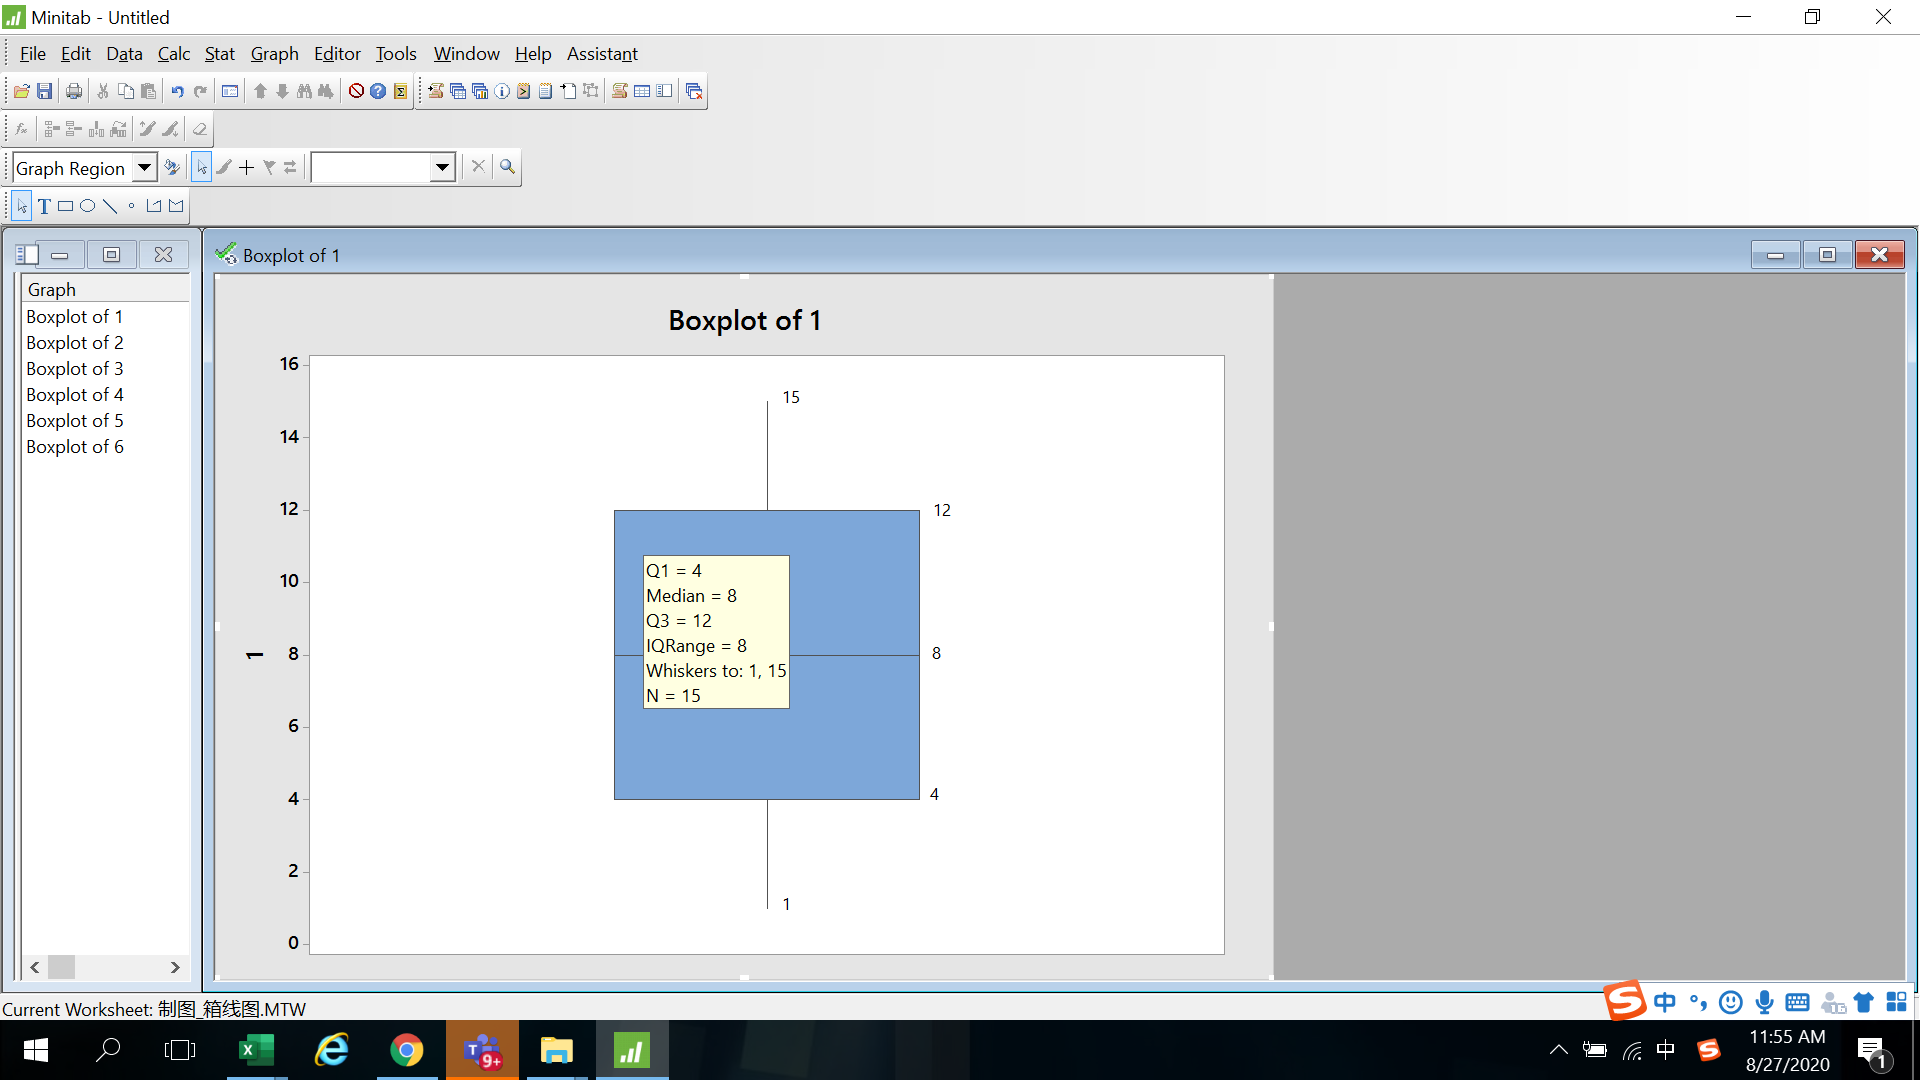 Minitab - Untitled
File Edit Data Calc Stat Graph Editor Tools Window Help Assistant
Graph Region
Boxplot of 1
Graph
Boxplot of 1
Boxplot of 2
Boxplot of 3
Boxplot of 4
Boxplot of 5
Boxplot of 6
Boxplot of 1
16
14
12
10
8
6
4
2
0
1
15
12
8
4
1
Q1 = 4
Median = 8
Q3 = 12
IQRange = 8
Whiskers to: 1, 15
N = 15
Current Worksheet: 制图_箱线图.MTW
中
9+
中
11:55 AM
8/27/2020
1